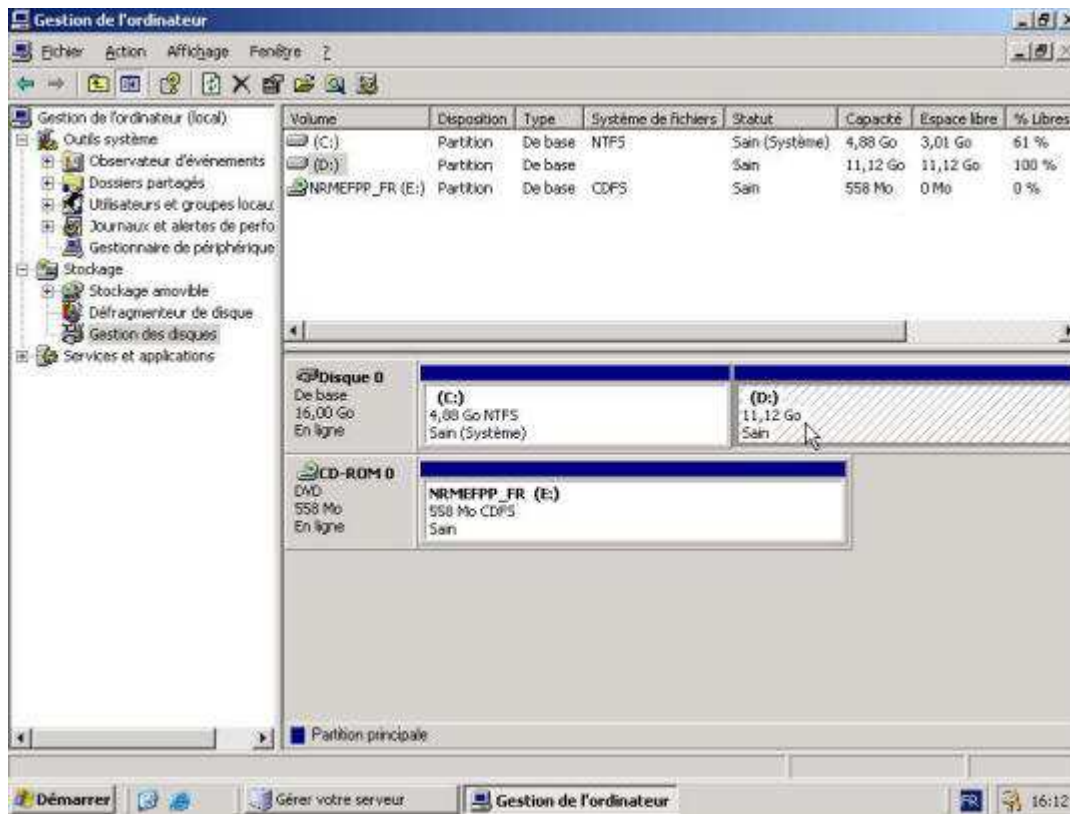 Gestion de l'ordinateur
Fichier Action Affichage Fenêtre ?
Gestion de l'ordinateur (local)
Outils système
Observateur d'événements
Dossiers partagés
Utilisateurs et groupes locau
Journaux et alertes de perfo
Gestionnaire de périphérique
Stockage
Stockage amovible
Défragmenteur de disque
Gestion des disques
Services et applications
Volume Disposition Type Système de fichiers Statut Capacité Espace libre % Libres
(C:) Partition De base NTFS Sain (Système) 4,88 Go 3,01 Go 61 %
(D:) Partition De base Sain 11,12 Go 11,12 Go 100 %
NRMEFPP_FR (E:) Partition De base CDFS Sain 558 Mo 0 Mo 0 %
Disque 0
De base
16,00 Go
En ligne
(C:)
4,88 Go NTFS
Sain (Système)
(D:)
11,12 Go
Sain
CD-ROM 0
DVD
558 Mo
En ligne
NRMEFPP_FR (E:)
558 Mo CDFS
Sain
Partition principale
Démarrer Gérer votre serveur Gestion de l'ordinateur FR 16:12